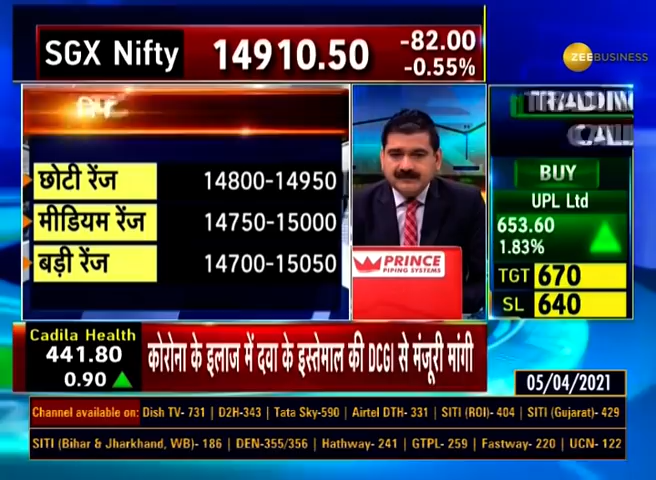 SGX Nifty 14910.50 -82.00
-0.55%
ZEE BUSINESS
छोटी रेंज 14800-14950
मीडियम रेंज 14750-15000
बड़ी रेंज 14700-15050
PRINCE
PIPING SYSTEMS
BUY
UPL Ltd
653.60
1.83%
TGT 670
SL 640
Cadila Health
441.80
0.90
कोरोना के इलाज में दवा के इस्तेमाल की DCGI से मंजूरी मांगी
05/04/2021
Channel available on: Dish TV- 731 | D2H-343 | Tata Sky-590 | Airtel DTH- 331 | SITI (ROI)- 404 | SITI (Gujarat)- 429
SITI (Bihar & Jharkhand, WB)- 186 | DEN-355/356 | Hathway- 241 | GTPL- 259 | Fastway- 220 | UCN- 122